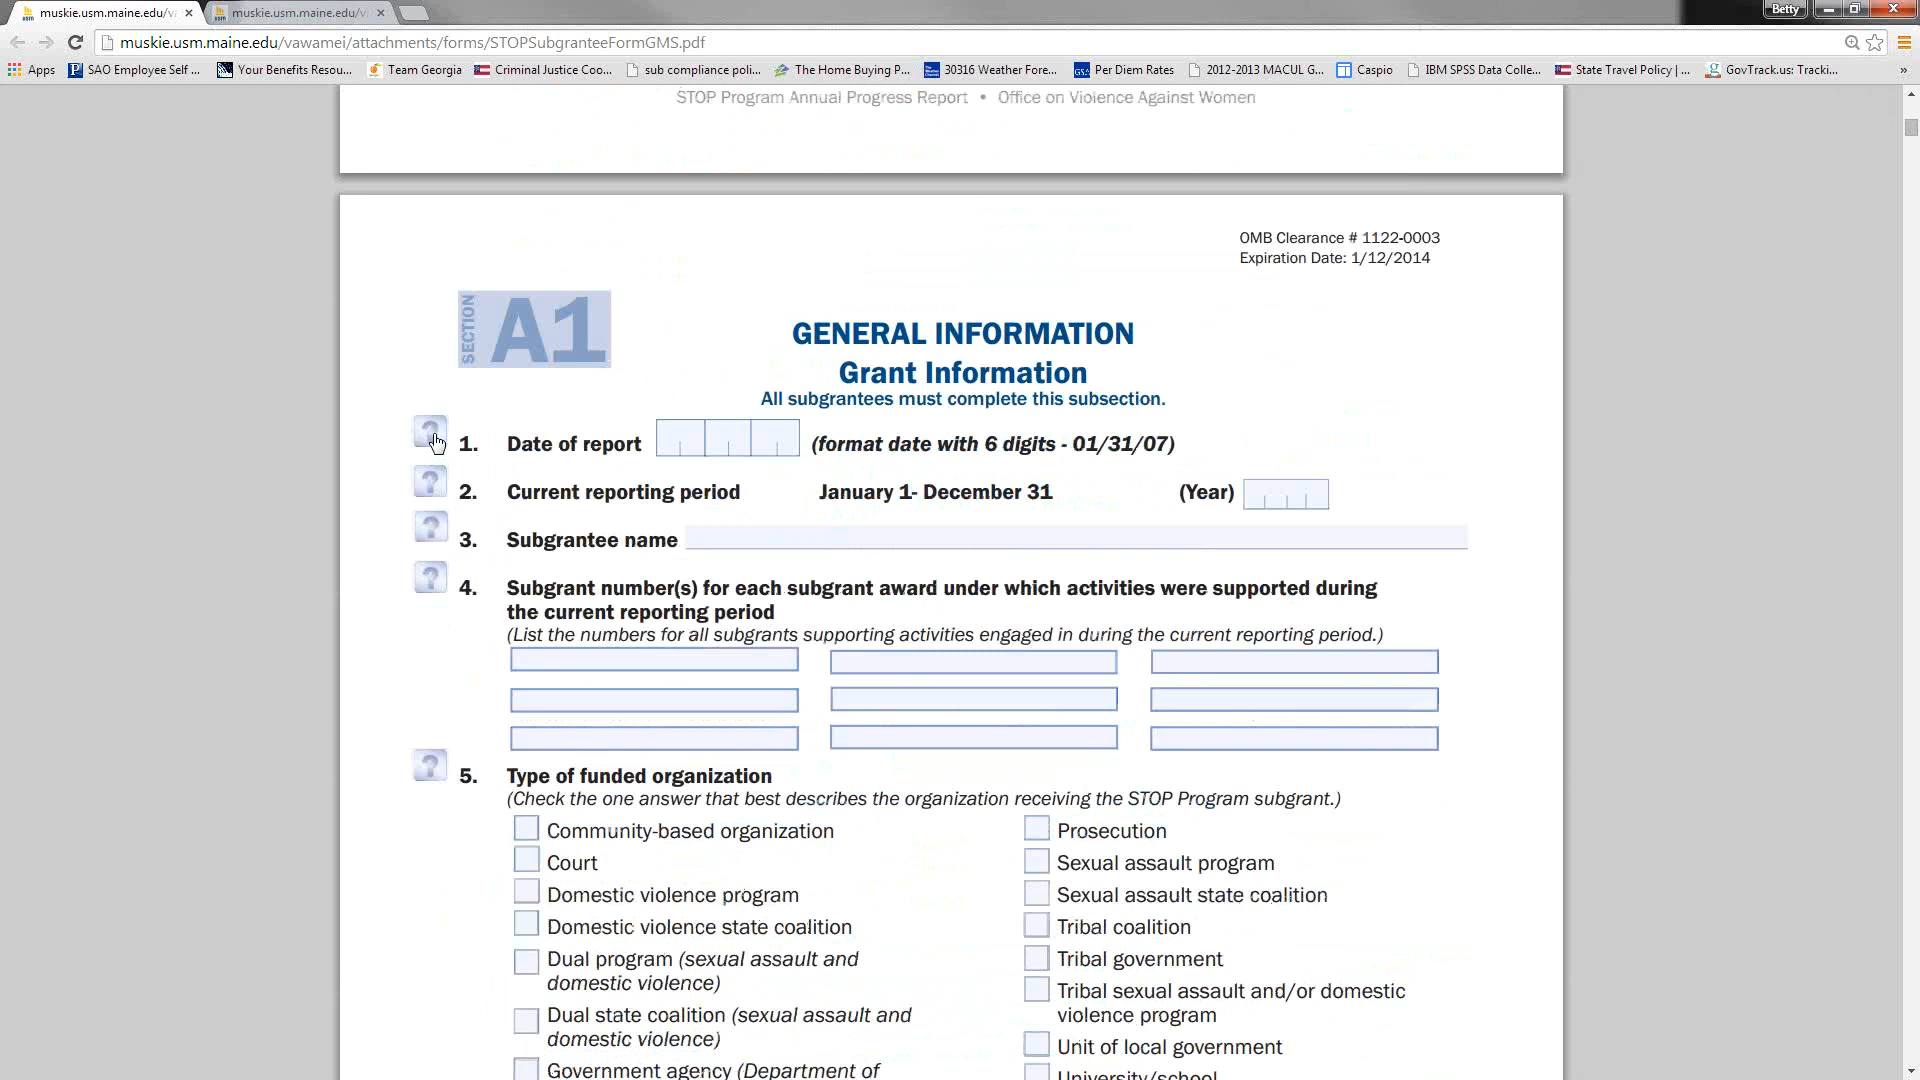 muskie.usm.maine.edu/va
muskie.usm.maine.edu/v
Betty
muskie.usm.maine.edu/vawamei/attachments/forms/STOPSubgranteeFormGMS.pdf
Apps SAO Employee Self ... Your Benefits Resou... Team Georgia Criminal Justice Coo... sub compliance poli... The Home Buying P... 30316 Weather Fore... Per Diem Rates 2012-2013 MACUL G... Caspio IBM SPSS Data Colle... State Travel Policy | ... GovTrack.us: Tracki... »
STOP Program Annual Progress Report • Office on Violence Against Women
OMB Clearance # 1122-0003
Expiration Date: 1/12/2014
SECTION A1
GENERAL INFORMATION
Grant Information
All subgrantees must complete this subsection.
? 1. Date of report (format date with 6 digits - 01/31/07)
? 2. Current reporting period January 1- December 31 (Year)
? 3. Subgrantee name
? 4. Subgrant number(s) for each subgrant award under which activities were supported during
the current reporting period
(List the numbers for all subgrants supporting activities engaged in during the current reporting period.)
? 5. Type of funded organization
(Check the one answer that best describes the organization receiving the STOP Program subgrant.)
Community-based organization
Court
Domestic violence program
Domestic violence state coalition
Dual program (sexual assault and
domestic violence)
Dual state coalition (sexual assault and
domestic violence)
Government agency (Department of
Prosecution
Sexual assault program
Sexual assault state coalition
Tribal coalition
Tribal government
Tribal sexual assault and/or domestic
violence program
Unit of local government
University/school